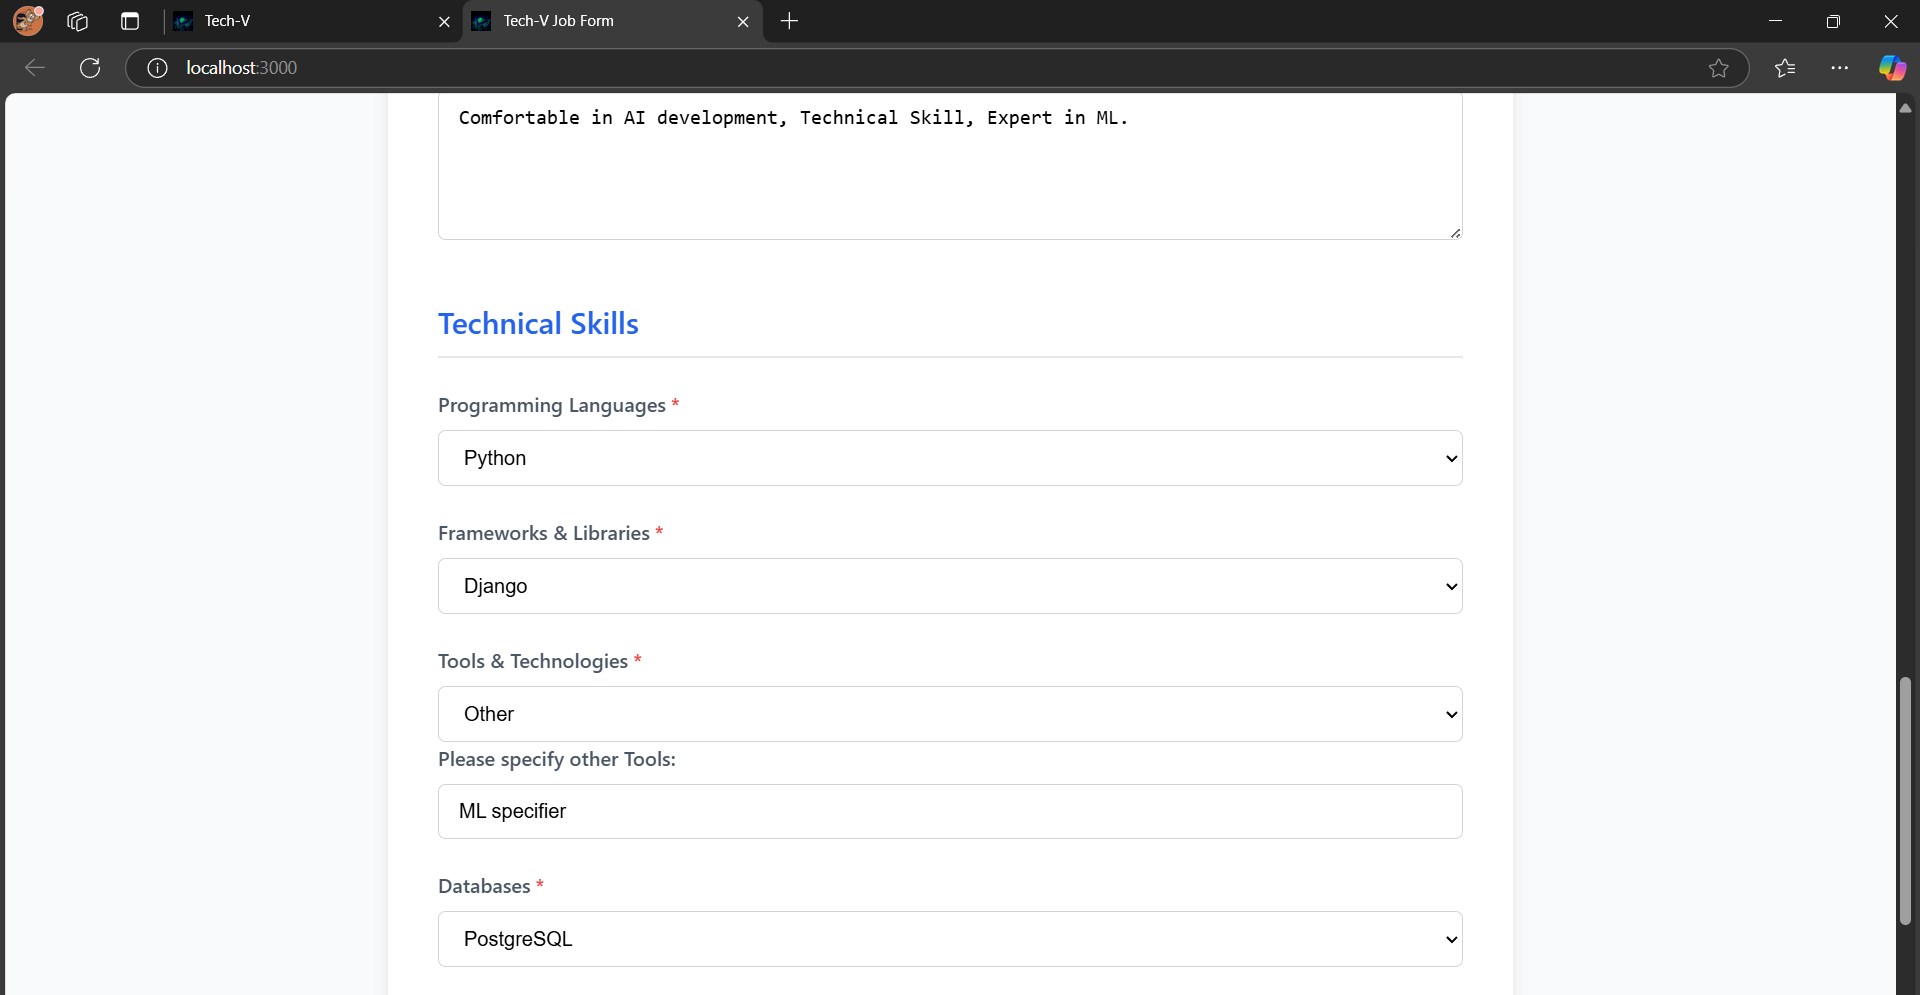 Tech-V
Tech-V Job Form
localhost:3000
Comfortable in AI development, Technical Skill, Expert in ML.
Technical Skills
Programming Languages *
Python
Frameworks & Libraries *
Django
Tools & Technologies *
Other
Please specify other Tools:
ML specifier
Databases *
PostgreSQL